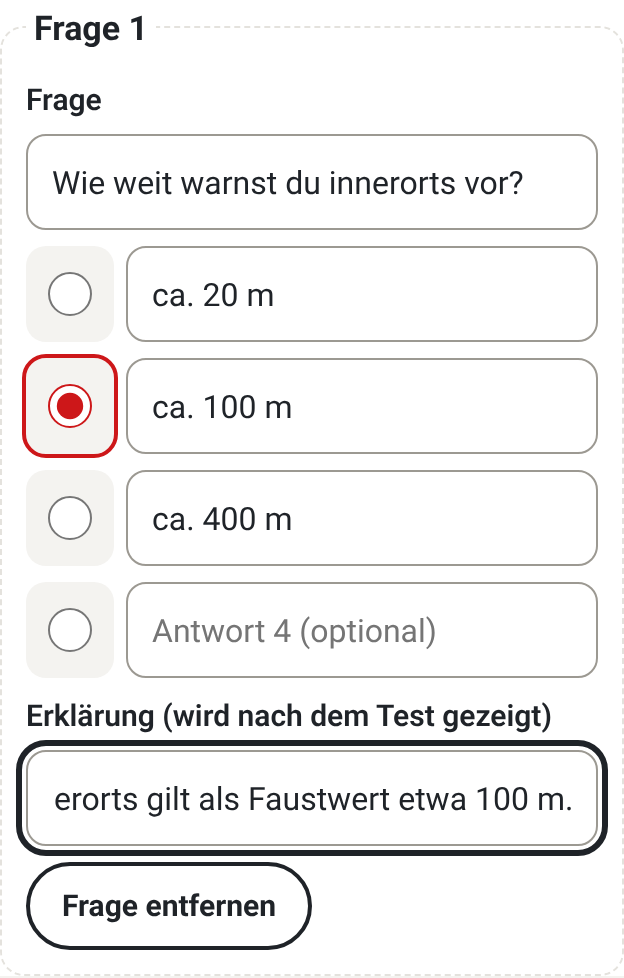 Frage 1
Frage
Wie weit warnst du innerorts vor?
ca. 20 m
ca. 100 m
ca. 400 m
Antwort 4 (optional)
Erklärung (wird nach dem Test gezeigt)
erorts gilt als Faustwert etwa 100 m.
Frage entfernen